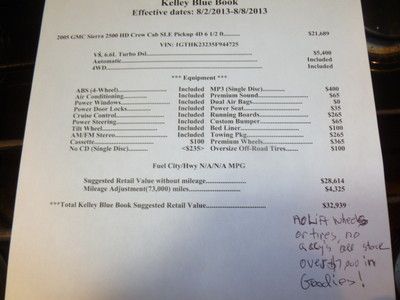 Kelley Blue Book
Effective dates: 8/2/2013-8/8/2013
2005 GMC Sierra 2500 HD Crew Cab SLE Pickup 4D 6 1/2 ft......... $21,689
VIN: 1GTHK23235F944725
V8, 6.6L Turbo Dsl................ $5,400
Automatic................ Included
4WD................ Included
*** Equipment ***
ABS (4-Wheel)................ Included MP3 (Single Disc)................ $400
Air Conditioning................ Included Premium Sound................ $65
Power Windows................ Included Dual Air Bags................ $0
Power Door Locks................ Included Power Seat................ $35
Cruise Control................ Included Running Boards................ $265
Power Steering................ Included Custom Bumper................ $65
Tilt Wheel................ Included Bed Liner................ $100
AM/FM Stereo................ Included Towing Pkg................ $265
Cassette................ $100 Premium Wheels................ $365
No CD (Single Disc)................ <$235> Oversize Off-Road Tires........ $100
Fuel City/Hwy N/A/N/A MPG
Suggested Retail Value without mileage................ $28,614
Mileage Adjustment(73,000) miles................ $4,325
***Total Kelley Blue Book Suggested Retail Value................ $32,939
No Lift wheels
or tires, no
stock
over $7,000 in
Goodies!